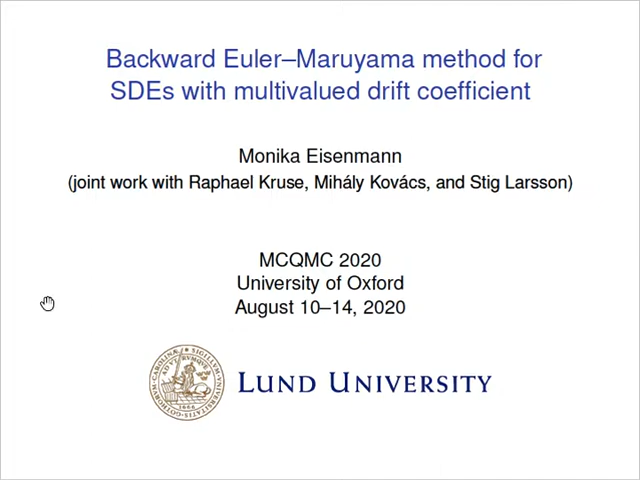 Backward Euler–Maruyama method for
SDEs with multivalued drift coefficient
Monika Eisenmann
(joint work with Raphael Kruse, Mihály Kovács, and Stig Larsson)
MCQMC 2020
University of Oxford
August 10–14, 2020
LUND UNIVERSITY
1666